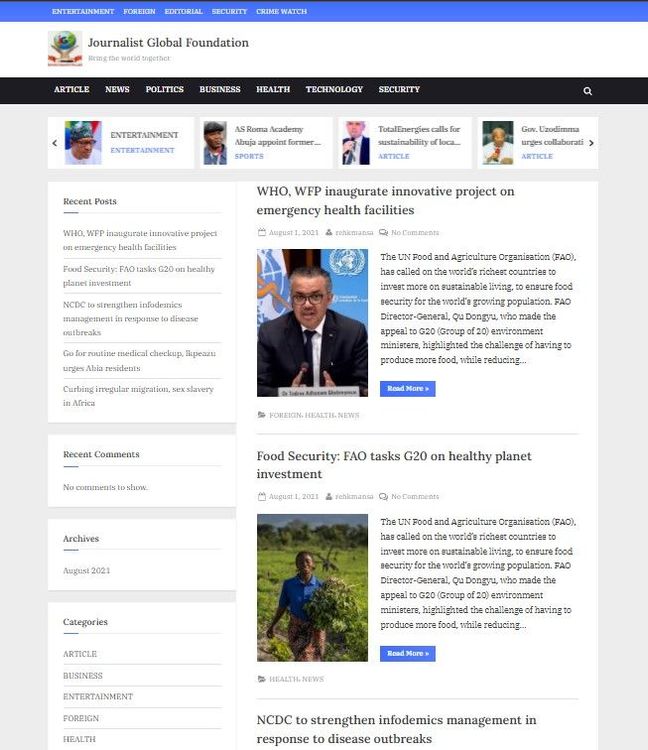 ENTERTAINMENT FOREIGN EDITORIAL SECURITY CRIME WATCH
Journalist Global Foundation
Bring the world together
ARTICLE NEWS POLITICS BUSINESS HEALTH TECHNOLOGY SECURITY
ENTERTAINMENT
ENTERTAINMENT
AS Roma Academy
Abuja appoint former...
SPORTS
TotalEnergies calls for
sustainability of loca...
ARTICLE
Gov. Uzodimma
urges collaborati
ARTICLE
Recent Posts
WHO, WFP inaugurate innovative project
on emergency health facilities
Food Security: FAO tasks G20 on healthy
planet investment
NCDC to strengthen infodemics
management in response to disease
outbreaks
Go for routine medical checkup, Ikpeazu
urges Abia residents
Curbing irregular migration, sex slavery
in Africa
Recent Comments
No comments to show.
Archives
August 2021
Categories
ARTICLE
BUSINESS
ENTERTAINMENT
FOREIGN
HEALTH
WHO, WFP inaugurate innovative project on
emergency health facilities
August 1, 2021 rehkmansa No Comments
The UN Food and Agriculture Organisation (FAO),
has called on the world's richest countries to
invest more on sustainable living, to ensure food
security for the world's growing population. FAO
Director-General, Qu Dongyu, who made the
appeal to G20 (Group of 20) environment
ministers, highlighted the challenge of having to
produce more food, while reducing...
Dr Tedros Adhanom Ghebreyesus
Read More »
FOREIGN, HEALTH, NEWS
Food Security: FAO tasks G20 on healthy planet
investment
August 1, 2021 rehkmansa No Comments
The UN Food and Agriculture Organisation (FAO),
has called on the world's richest countries to
invest more on sustainable living, to ensure food
security for the world's growing population. FAO
Director-General, Qu Dongyu, who made the
appeal to G20 (Group of 20) environment
ministers, highlighted the challenge of having to
produce more food, while reducing...
Read More »
HEALTH, NEWS
NCDC to strengthen infodemics management in
response to disease outbreaks